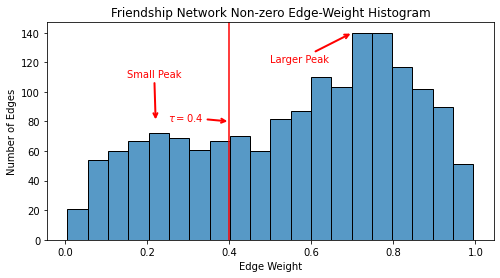 Friendship Network Non-zero Edge-Weight Histogram
Number of Edges
140
120
100
80
60
40
20
0
Small Peak
Larger Peak
τ = 0.4
0.0 0.2 0.4 0.6 0.8 1.0
Edge Weight